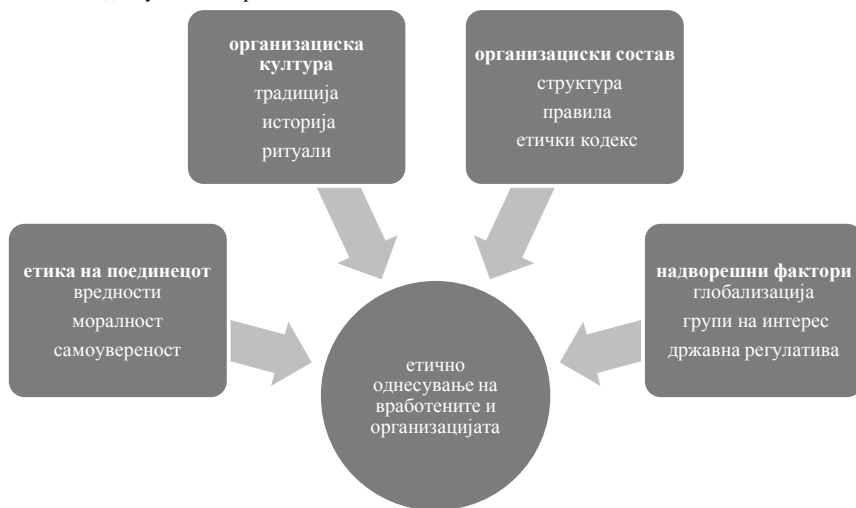 организациска
култура
традиција
историја
ритуали
организациски состав
структура
правила
етички кодекс
етика на поединецот
вредности
моралност
самоувереност
надворешни фактори
глобализација
групи на интерес
државна регулатива
етично
однесување на
вработените и
организацијата